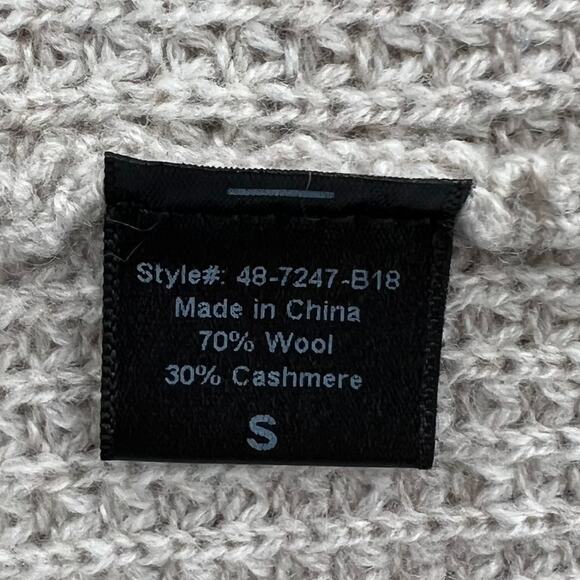 Style#: 48-7247-B18
Made in China
70% Wool
30% Cashmere
S